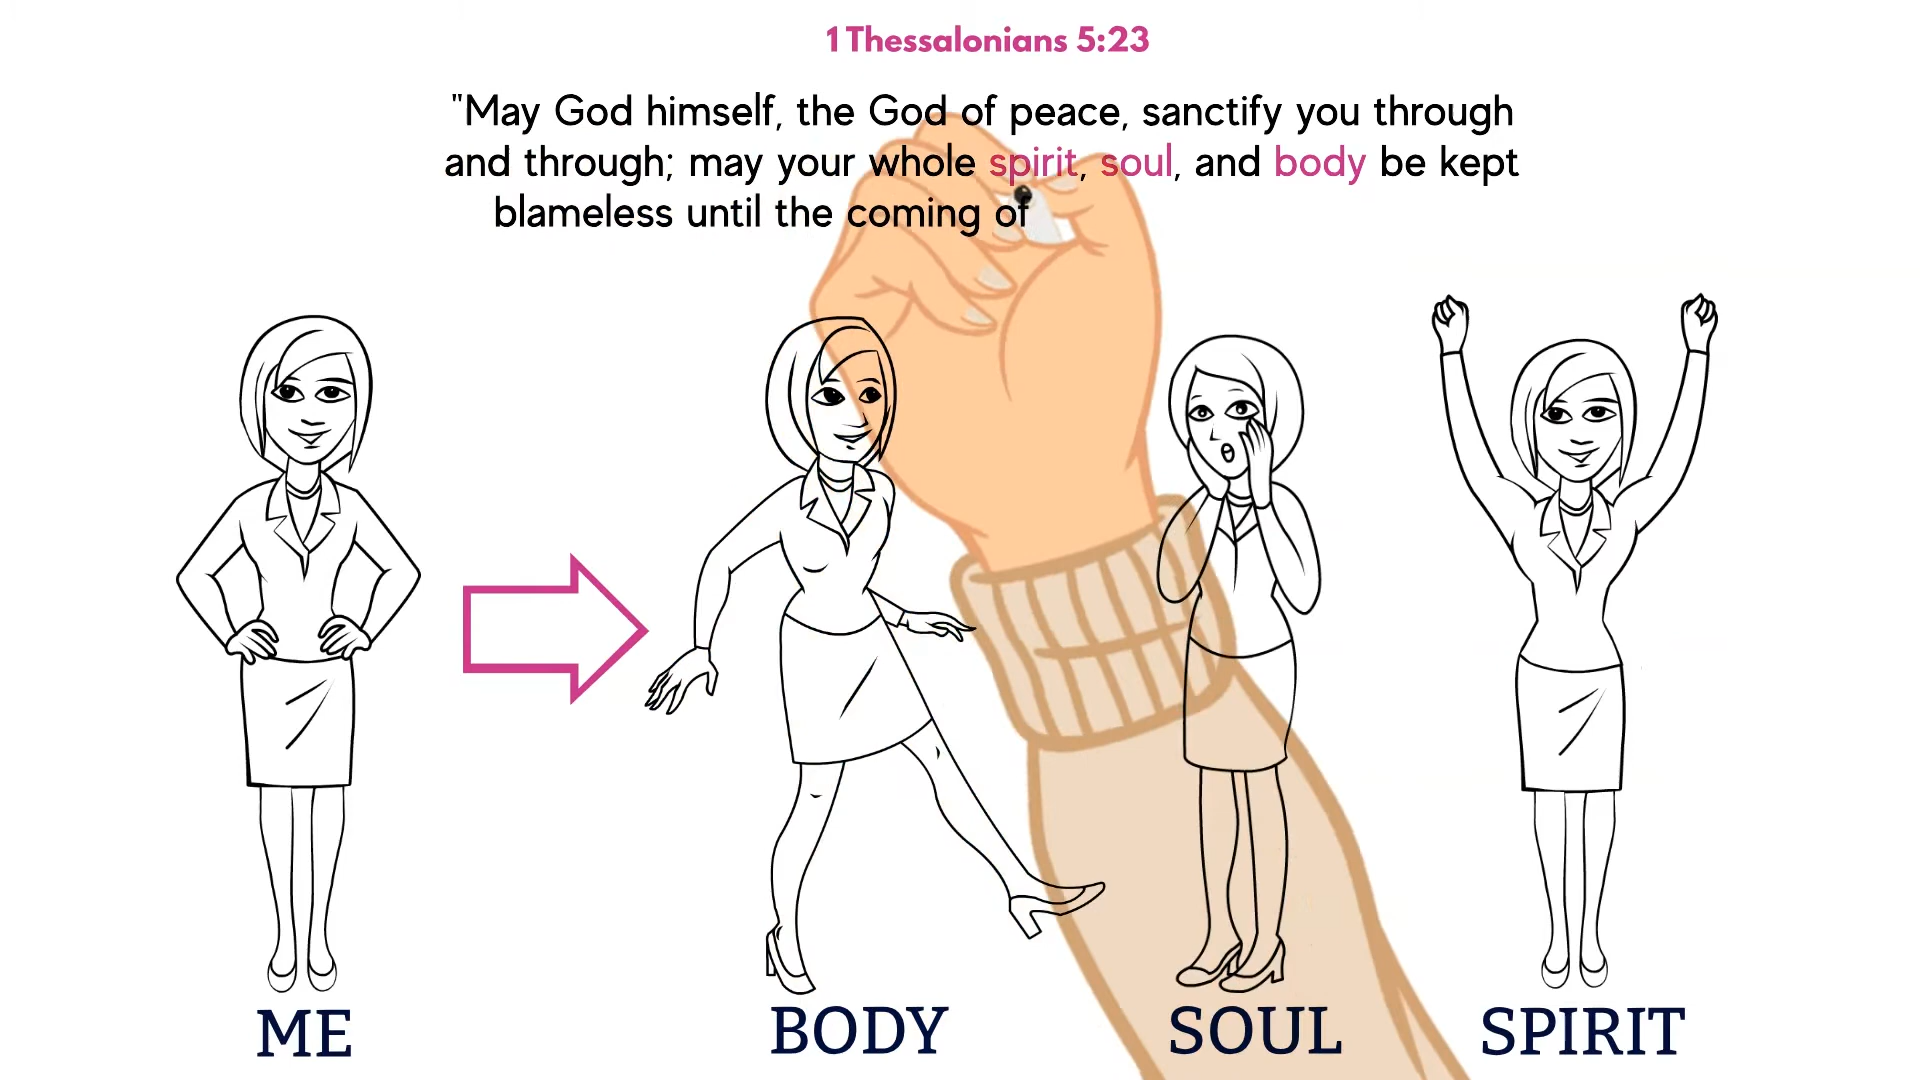 1 Thessalonians 5:23
"May God himself, the God of peace, sanctify you through
and through; may your whole spirit, soul, and body be kept
blameless until the coming of
ME
BODY
SOUL
SPIRIT